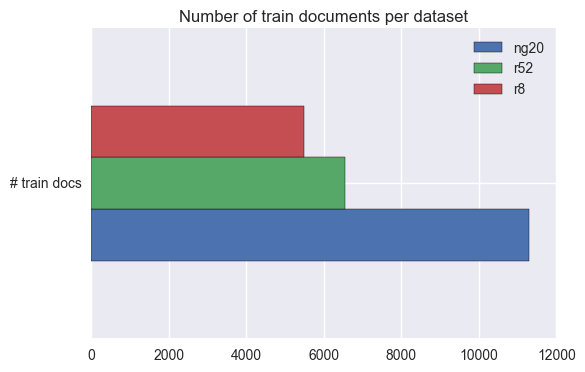 Number of train documents per dataset
ng20
r52
r8
# train docs
0 2000 4000 6000 8000 10000 12000